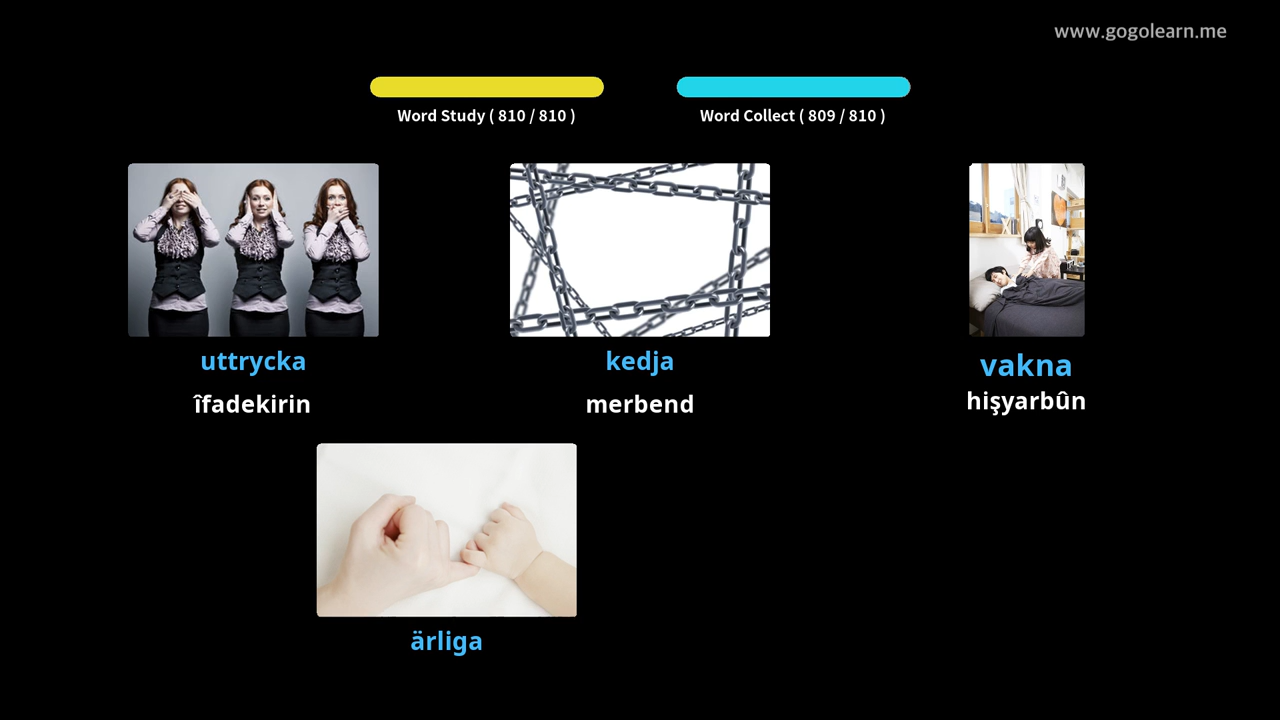 www.gogolearn.me
Word Study ( 810 / 810 )
Word Collect ( 809 / 810 )
uttrycka
îfadekirin
kedja
merbend
vakna
hişyarbûn
ärliga